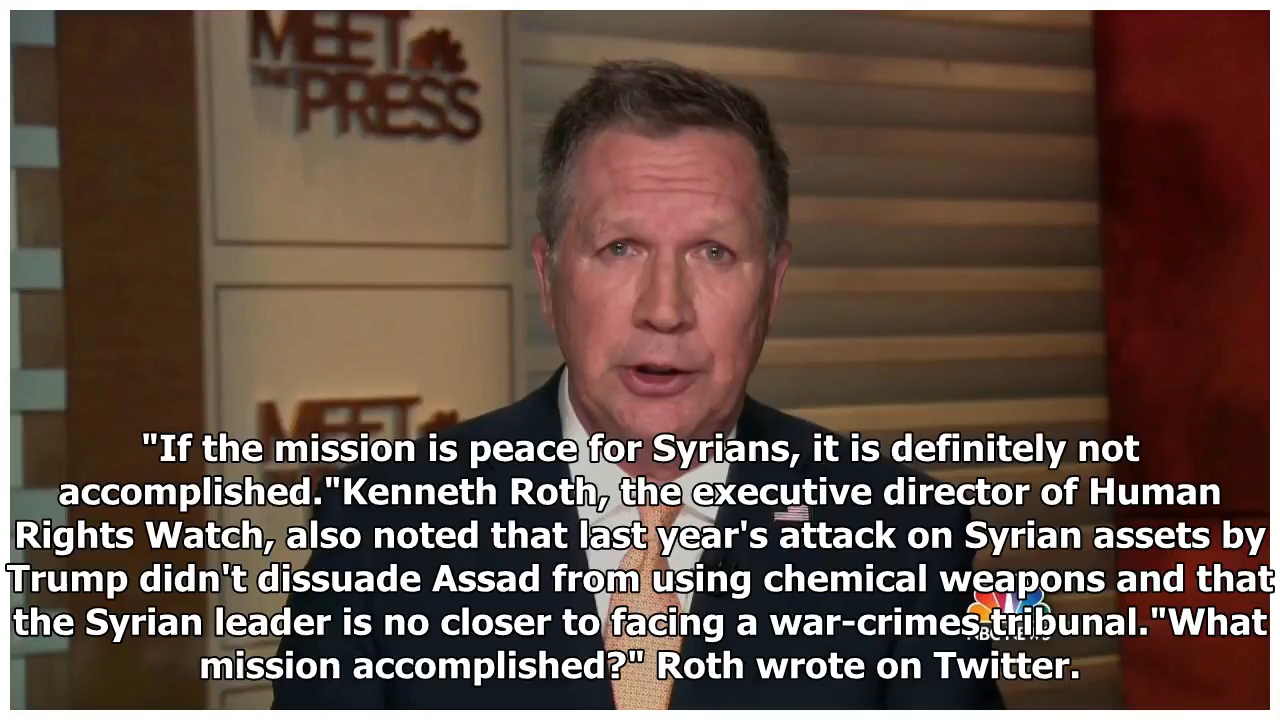 MEET
THE
PRESS
MEET
"If the mission is peace for Syrians, it is definitely not
accomplished."Kenneth Roth, the executive director of Human
Rights Watch, also noted that last year's attack on Syrian assets by
Trump didn't dissuade Assad from using chemical weapons and that
the Syrian leader is no closer to facing a war-crimes tribunal."What
mission accomplished?" Roth wrote on Twitter.
NBC NEWS